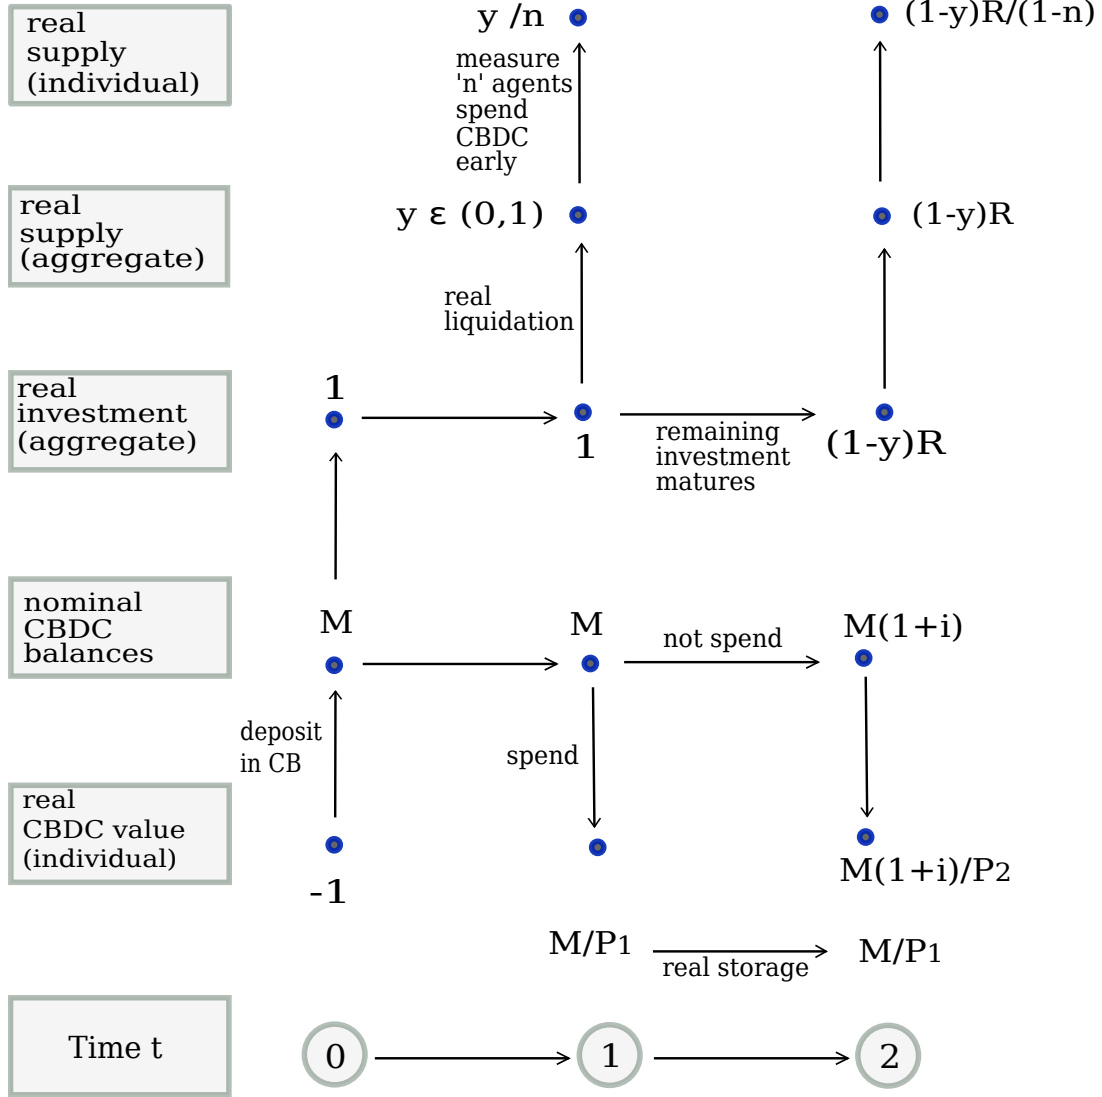 real
supply
(individual)
y /n
(1-y)R/(1-n)
measure
'n' agents
spend
CBDC
early
real
supply
(aggregate)
y ε (0,1)
(1-y)R
real
liquidation
real
investment
(aggregate)
1
1
remaining
investment
matures
(1-y)R
nominal
CBDC
balances
M
M
not spend
M(1+i)
deposit
in CB
spend
real
CBDC value
(individual)
-1
M(1+i)/P2
M/P1
real storage
M/P1
Time t
0
1
2